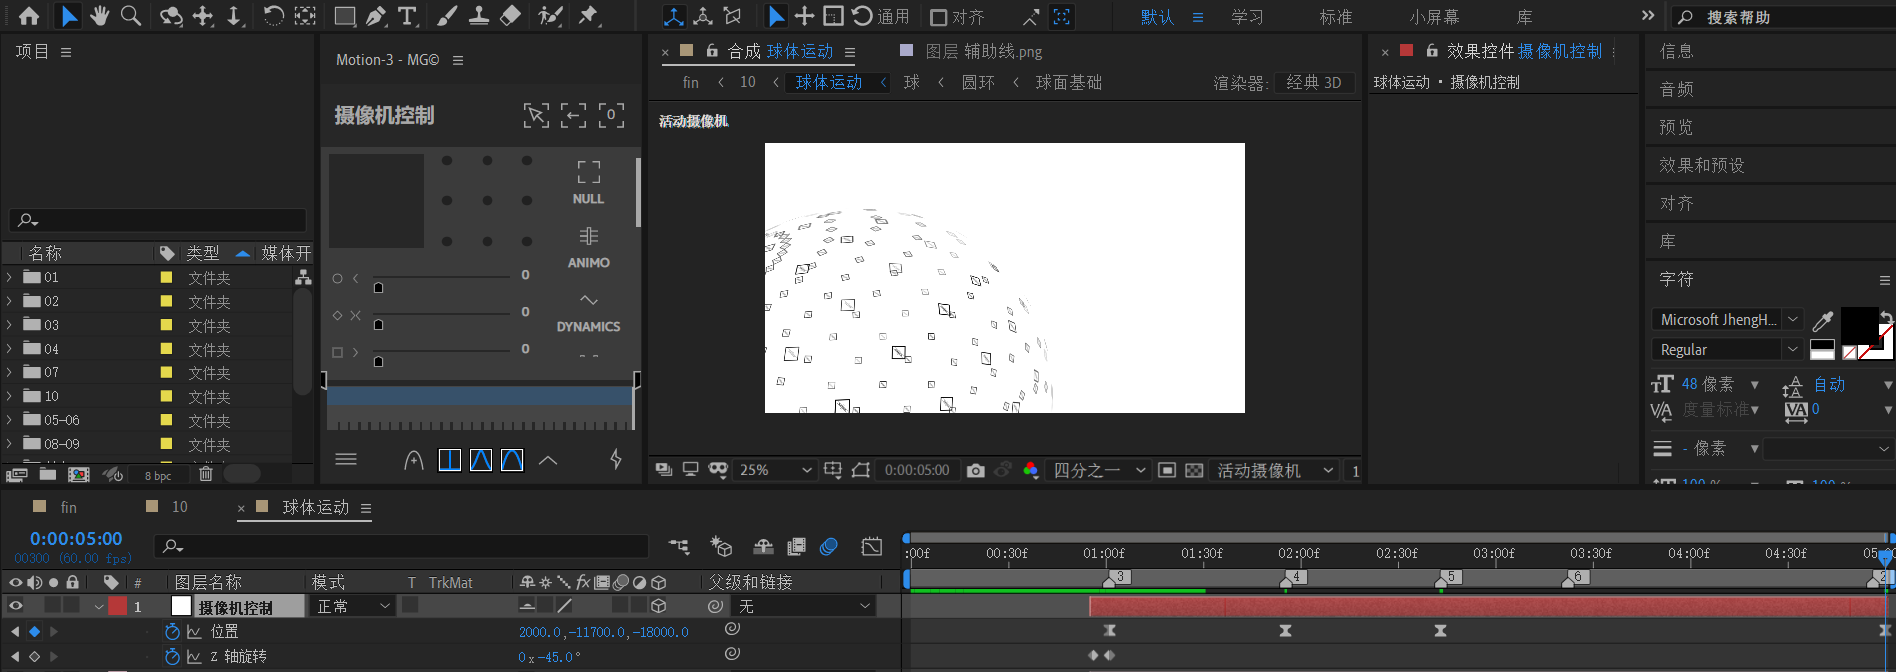 通用
对齐
默认
学习
标准
小屏幕
库
搜索帮助
项目
名称
类型
媒体开
01 文件夹
02 文件夹
03 文件夹
04 文件夹
07 文件夹
10 文件夹
05-06 文件夹
08-09 文件夹
8 bpc
Motion-3 - MG©
摄像机控制
0
NULL
ANIMO
DYNAMICS
0
0
0
合成 球体运动
图层 辅助线.png
fin
10
球体运动
球
圆环
球面基础
渲染器:
经典 3D
活动摄像机
25%
0:00:05:00
四分之一
活动摄像机
1
效果控件 摄像机控制
球体运动 • 摄像机控制
信息
音频
预览
效果和预设
对齐
库
字符
Microsoft JhengH...
Regular
48 像素
自动
度量标准
0
- 像素
100 %
100 %
fin
10
球体运动
0:00:05:00
00300 (60.00 fps)
:00f 00:30f 01:00f 01:30f 02:00f 02:30f 03:00f 03:30f 04:00f 04:30f 05:0
# 图层名称 模式 T TrkMat 父级和链接
3 4 5 6 2
1 摄像机控制 正常 无
位置 2000.0,-11700.0,-18000.0
Z 轴旋转 0x-45.0°